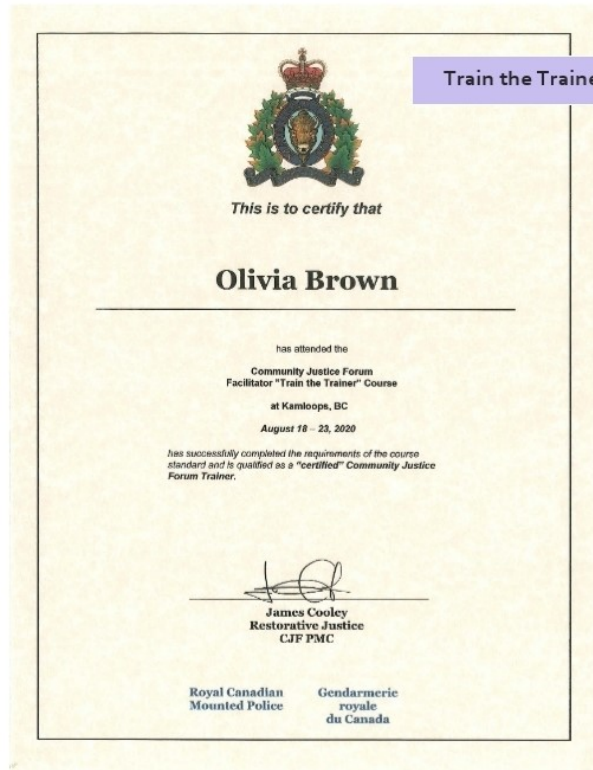 Train the Traine
This is to certify that
Olivia Brown
has attended the
Community Justice Forum
Facilitator "Train the Trainer" Course
at Kamloops, BC
August 18 – 23, 2020
has successfully completed the requirements of the course
standard and is qualified as a "certified" Community Justice
Forum Trainer.
James Cooley
Restorative Justice
CJF PMC
Royal Canadian
Mounted Police
Gendarmerie
royale
du Canada